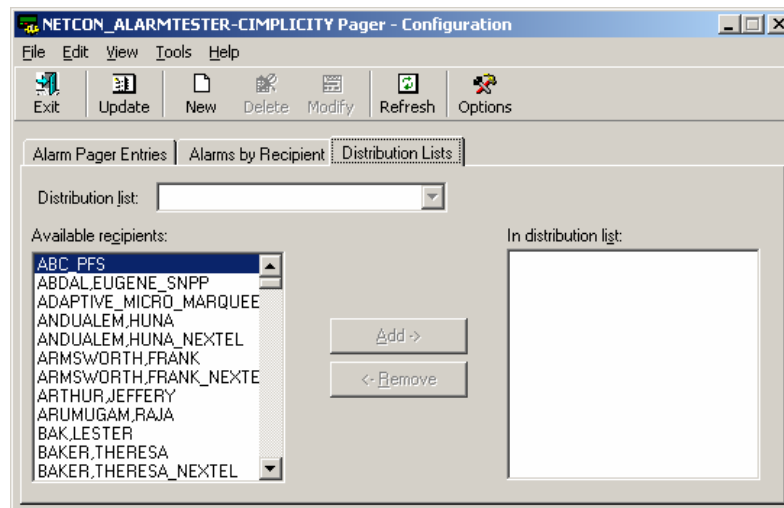 NETCON_ALARMTESTER-CIMPLICITY Pager - Configuration
File Edit View Tools Help
Exit Update New Delete Modify Refresh Options
Alarm Pager Entries Alarms by Recipient Distribution Lists
Distribution list:
Available recipients: In distribution list:
ABC_PFS
ABDAL,EUGENE_SNPP
ADAPTIVE_MICRO_MARQUEE
ANDUALEM,HUNA
ANDUALEM,HUNA_NEXTEL
Add ->
ARMSWORTH,FRANK
ARMSWORTH,FRANK_NEXTE
<- Remove
ARTHUR,JEFFERY
ARUMUGAM,RAJA
BAK,LESTER
BAKER,THERESA
BAKER,THERESA_NEXTEL